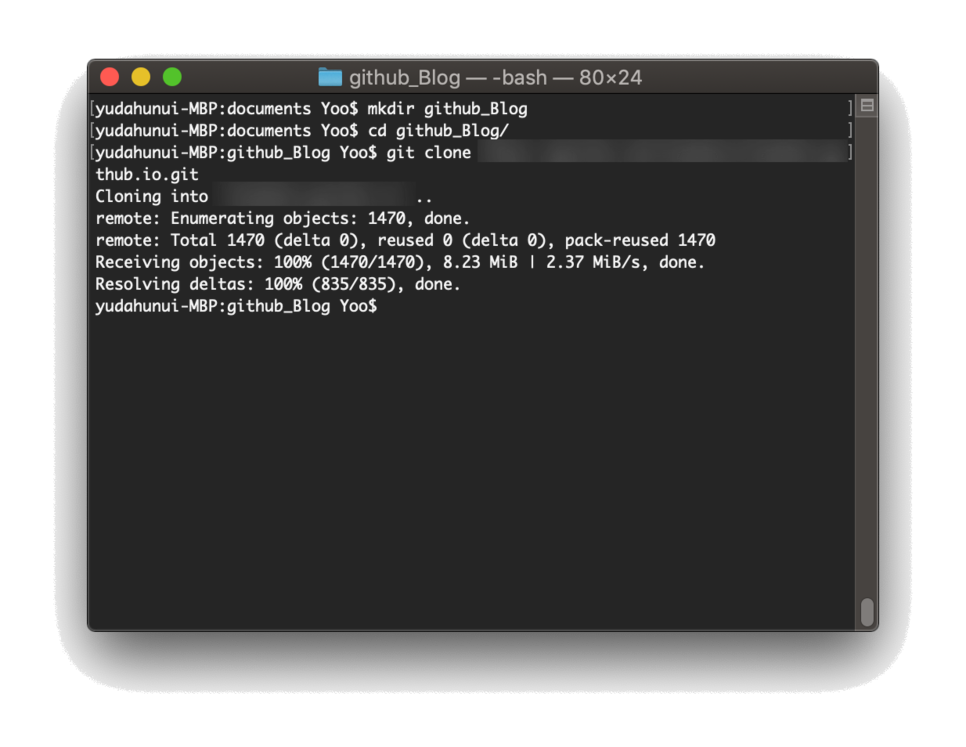 github_Blog — -bash — 80×24
[yudahunui-MBP:documents Yoo$ mkdir github_Blog ]
[yudahunui-MBP:documents Yoo$ cd github_Blog/ ]
[yudahunui-MBP:github_Blog Yoo$ git clone ]
thub.io.git
Cloning into ..
remote: Enumerating objects: 1470, done.
remote: Total 1470 (delta 0), reused 0 (delta 0), pack-reused 1470
Receiving objects: 100% (1470/1470), 8.23 MiB | 2.37 MiB/s, done.
Resolving deltas: 100% (835/835), done.
yudahunui-MBP:github_Blog Yoo$